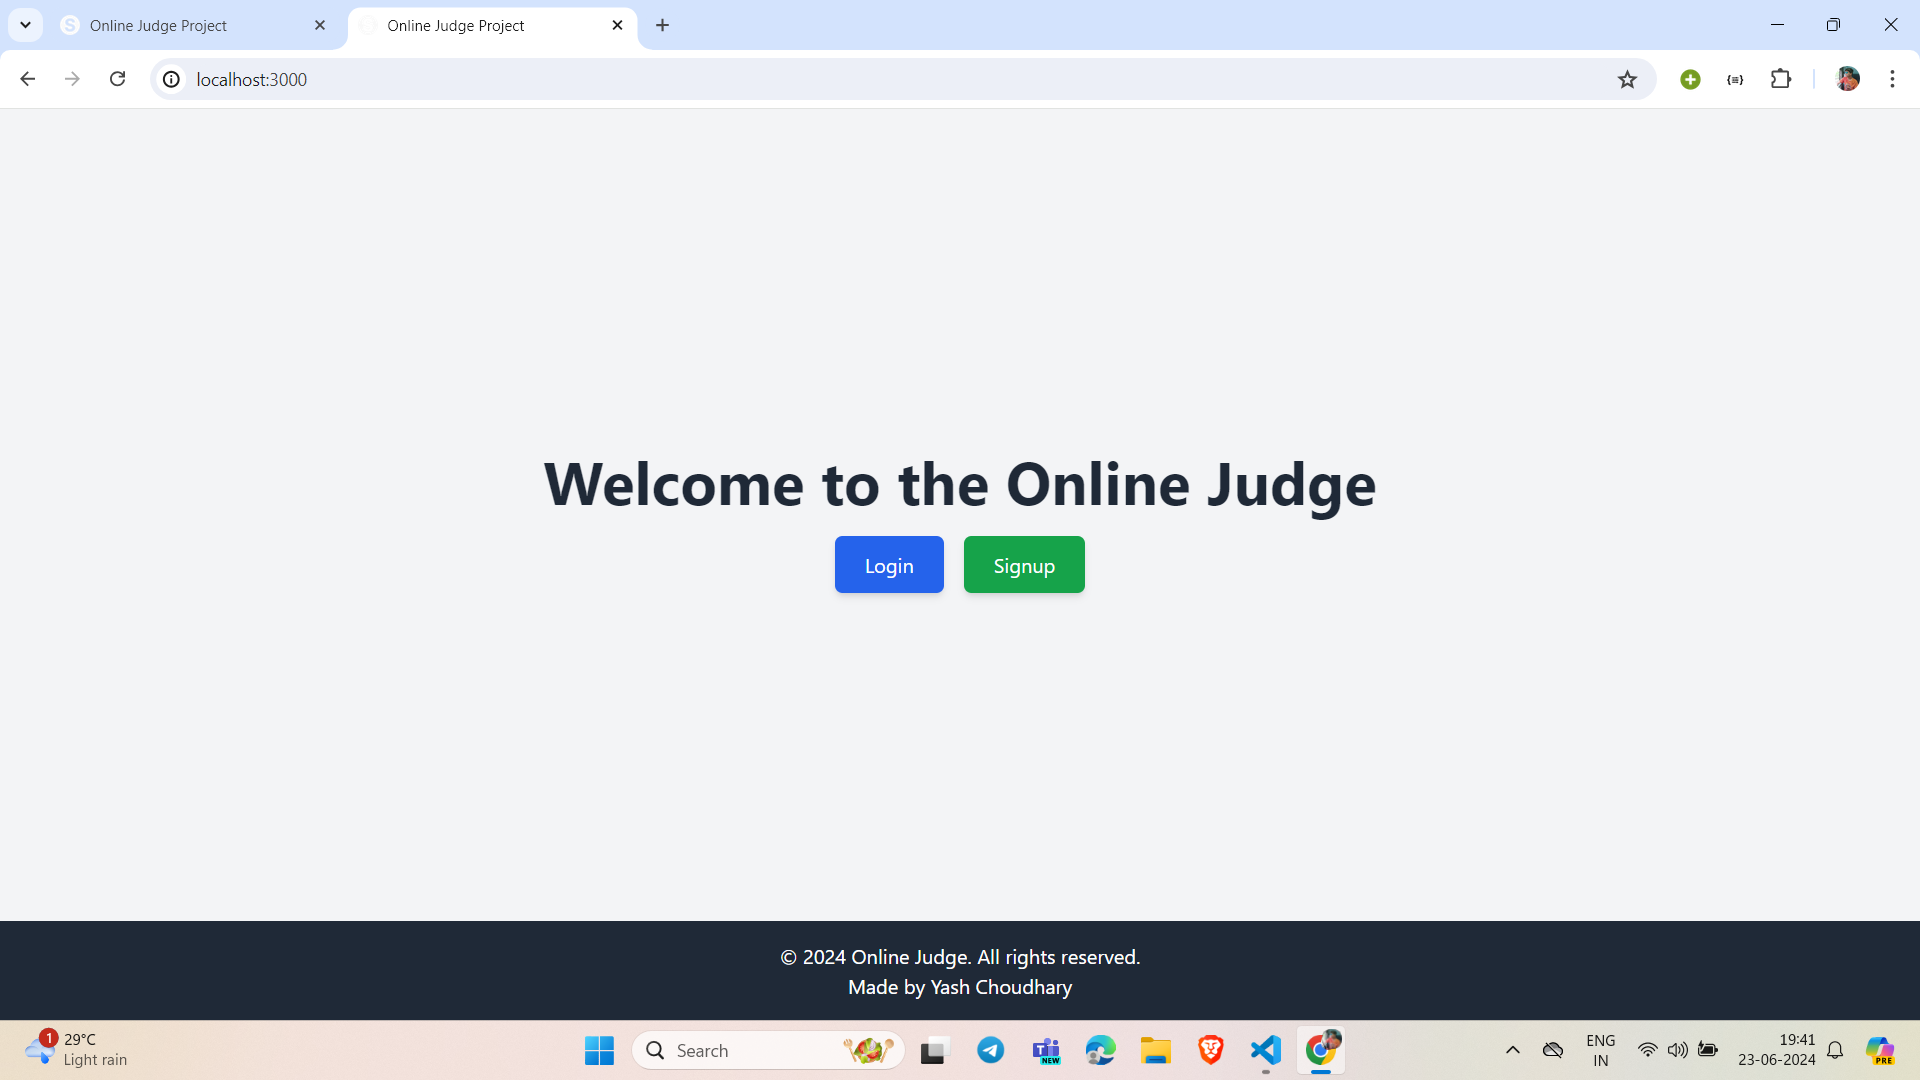 Online Judge Project
Online Judge Project
localhost:3000
Welcome to the Online Judge
Login
Signup
© 2024 Online Judge. All rights reserved.
Made by Yash Choudhary
1
29°C
Light rain
Search
NEW
ENG
IN
19:41
23-06-2024
PRE